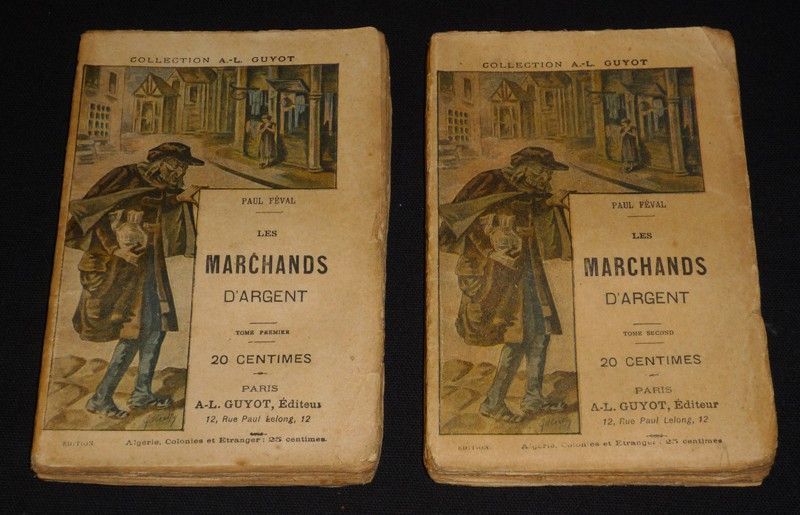 COLLECTION A.-L. GUYOT
PAUL FÉVAL
LES
MARCHANDS
D'ARGENT
TOME PREMIER
20 CENTIMES
PARIS
A.-L. GUYOT, Éditeur
12, Rue Paul Lelong, 12
EDITION
Algérie, Colonies et Etranger: 25 centimes.
COLLECTION A.-L. GUYOT
PAUL FÉVAL
LES
MARCHANDS
D'ARGENT
TOME SECOND
20 CENTIMES
PARIS
A.-L. GUYOT, Éditeur
12, Rue Paul Lelong, 12
EDITION
Algérie, Colonies et Etranger: 25 centimes